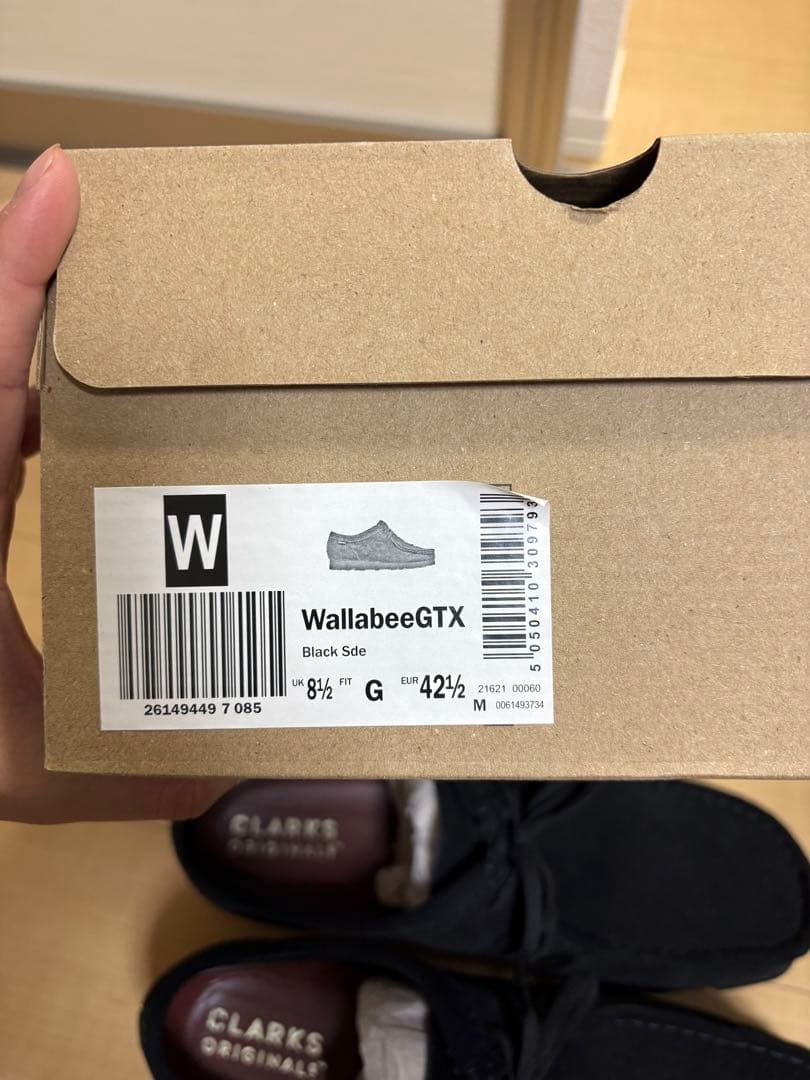 W
WallabeeGTX
Black Sde
UK 8½ FIT G EUR 42½
26149449 7 085
21621 00060
M 0061493734
5 050410 309793
CLARKS
ORIGINALS
CLARKS
ORIGINALS